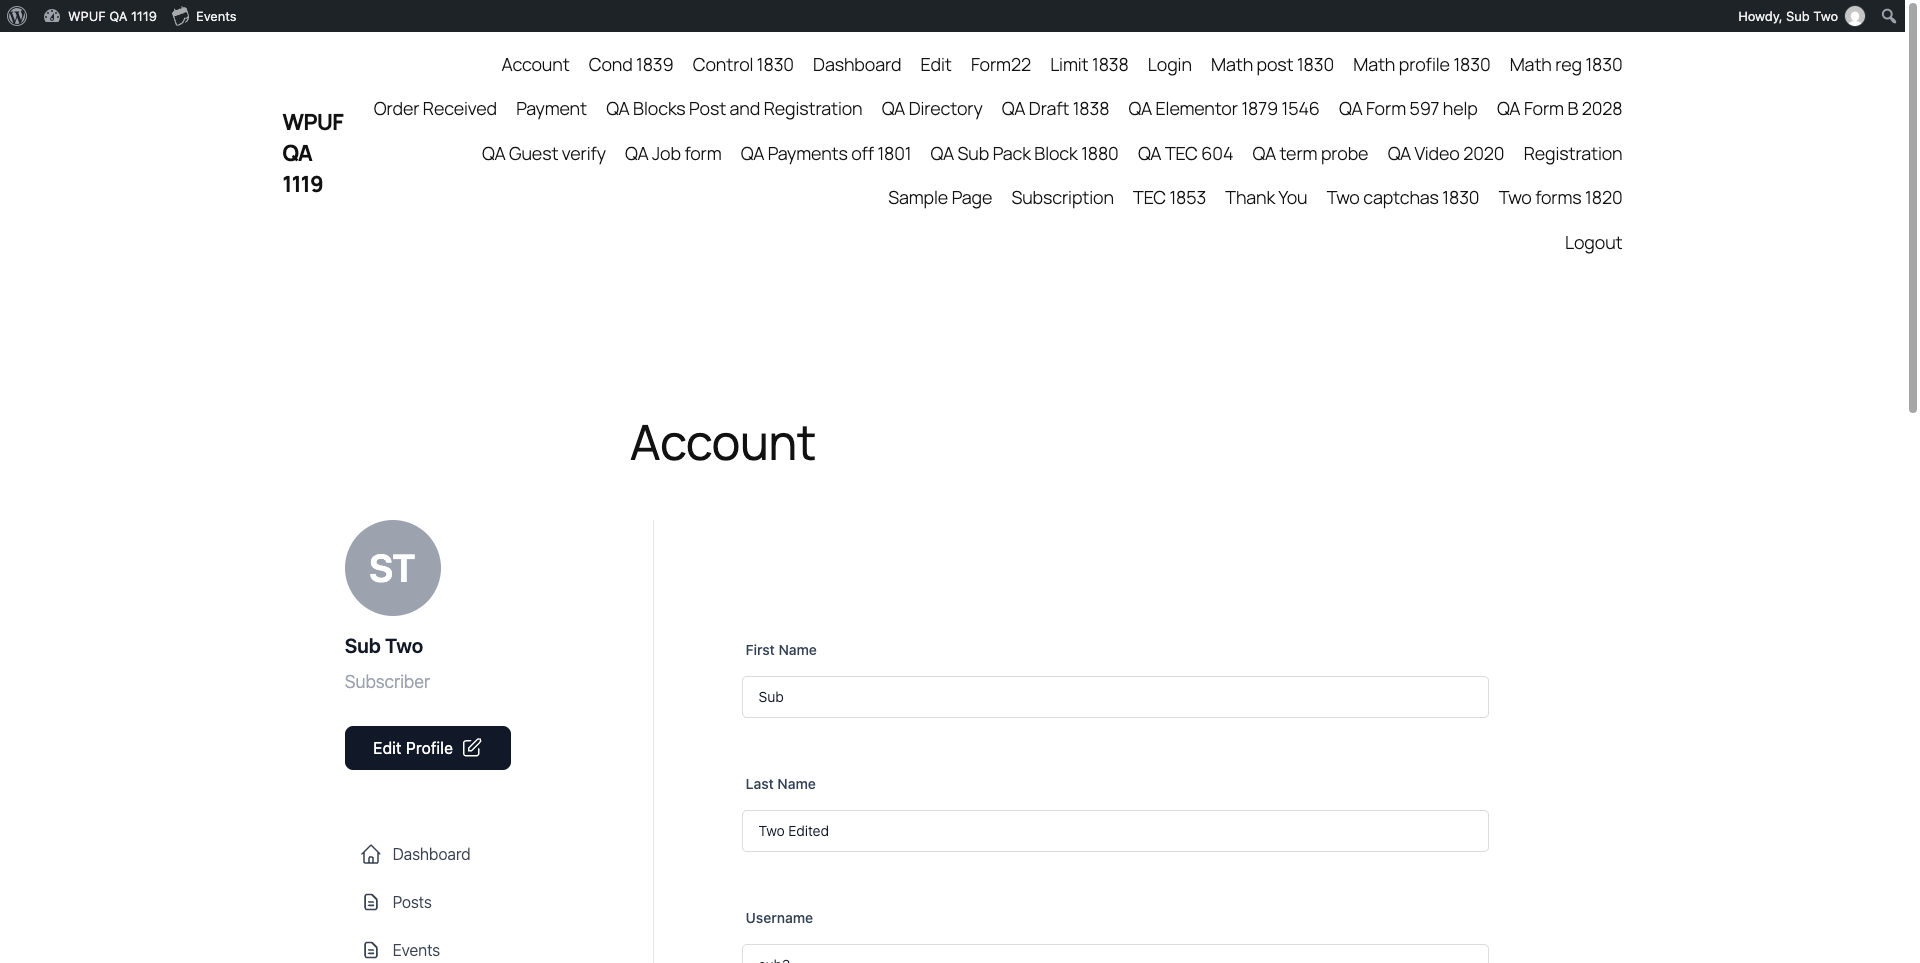 WPUF QA 1119 Events Howdy, Sub Two
Account Cond 1839 Control 1830 Dashboard Edit Form22 Limit 1838 Login Math post 1830 Math profile 1830 Math reg 1830
Order Received Payment QA Blocks Post and Registration QA Directory QA Draft 1838 QA Elementor 1879 1546 QA Form 597 help QA Form B 2028
WPUF
QA
1119
QA Guest verify QA Job form QA Payments off 1801 QA Sub Pack Block 1880 QA TEC 604 QA term probe QA Video 2020 Registration
Sample Page Subscription TEC 1853 Thank You Two captchas 1830 Two forms 1820
Logout
Account
ST
Sub Two
Subscriber
Edit Profile
Dashboard
Posts
Events
First Name
Sub
Last Name
Two Edited
Username